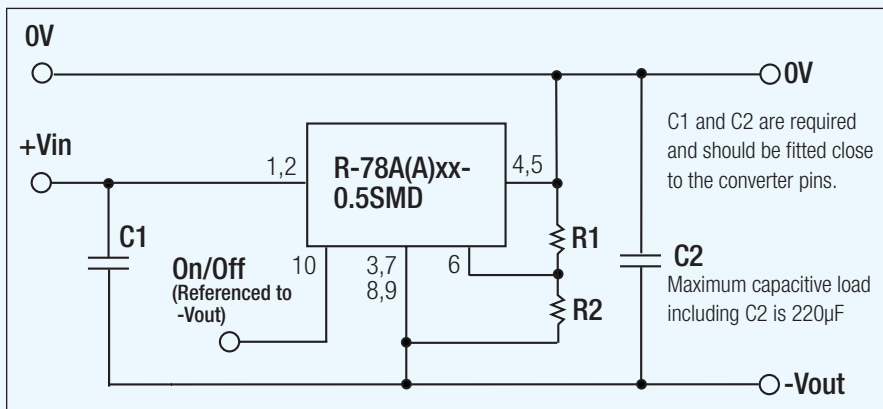 0V
0V
+Vin
1,2
R-78A(A)xx-
0.5SMD
4,5
C1 and C2 are required
and should be fitted close
to the converter pins.
C1
On/Off
(Referenced to
-Vout)
10
3,7
8,9
6
R1
R2
C2
Maximum capacitive load
including C2 is 220µF
-Vout